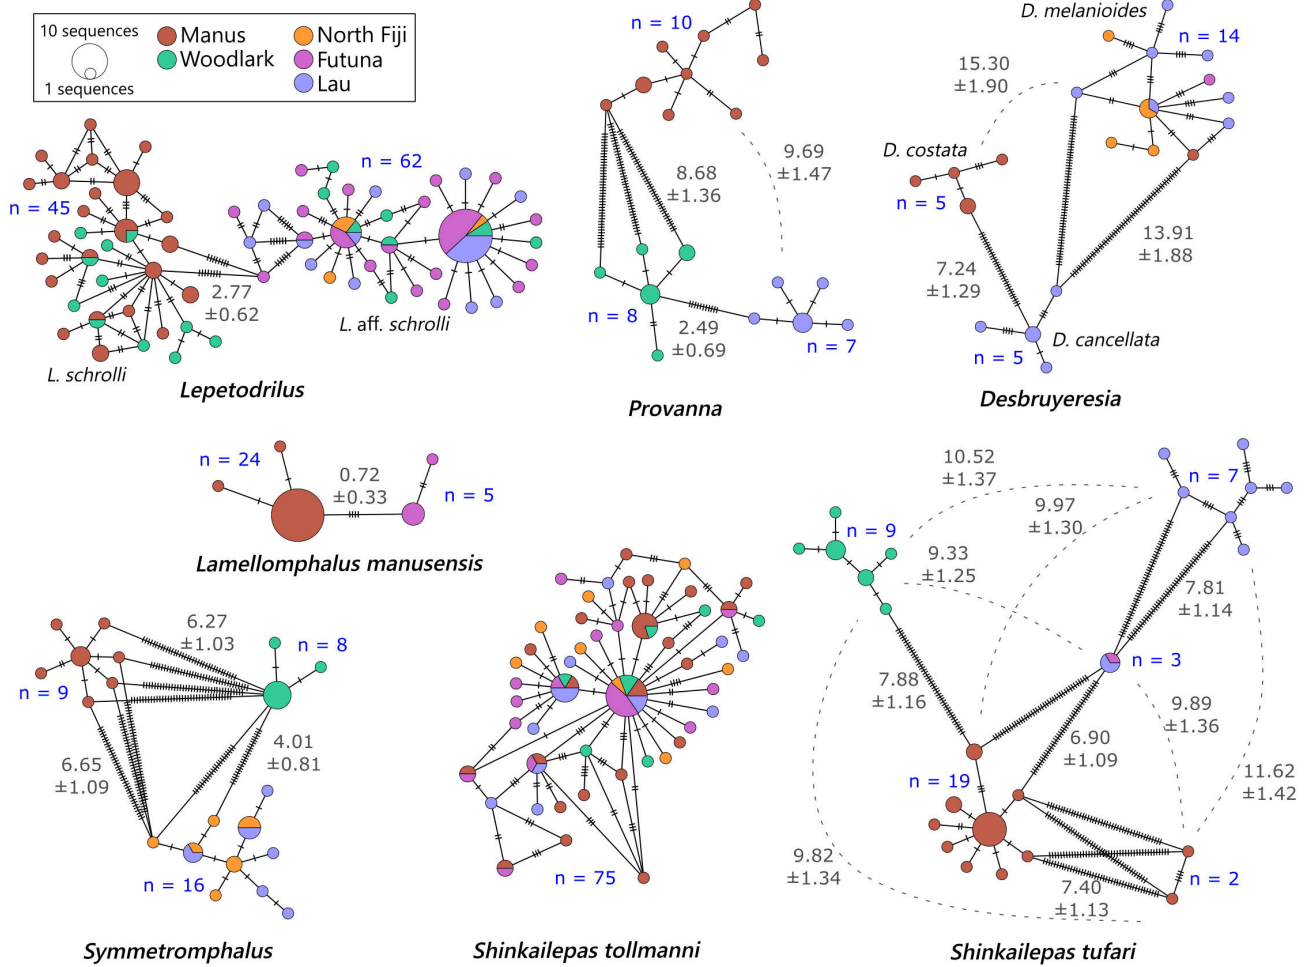 10 sequences
1 sequences
Manus
Woodlark
North Fiji
Futuna
Lau
n = 45
n = 62
2.77
±0.62
L. aff. schrolli
L. schrolli
Lepetodrilus
n = 10
8.68
±1.36
9.69
±1.47
n = 8
2.49
±0.69
n = 7
Provanna
D. melanioides
n = 14
15.30
±1.90
D. costata
n = 5
7.24
±1.29
13.91
±1.88
D. cancellata
n = 5
Desbruyeresia
n = 24
0.72
±0.33
n = 5
Lamellomphalus manusensis
6.27
±1.03
n = 8
n = 9
6.65
±1.09
4.01
±0.81
n = 16
Symmetromphalus
n = 75
Shinkailepas tollmanni
10.52
±1.37
n = 7
n = 9
9.97
±1.30
9.33
±1.25
7.81
±1.14
n = 3
7.88
±1.16
9.89
±1.36
6.90
±1.09
n = 19
11.62
±1.42
9.82
±1.34
7.40
±1.13
n = 2
Shinkailepas tufari